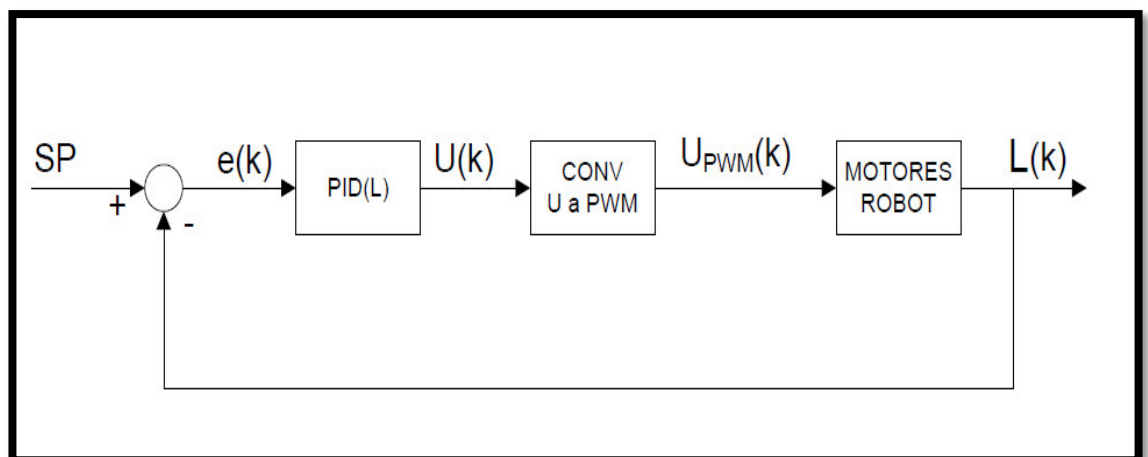 SP
+
-
e(k)
PID(L)
U(k)
CONV
U a PWM
UPWM(k)
MOTORES
ROBOT
L(k)